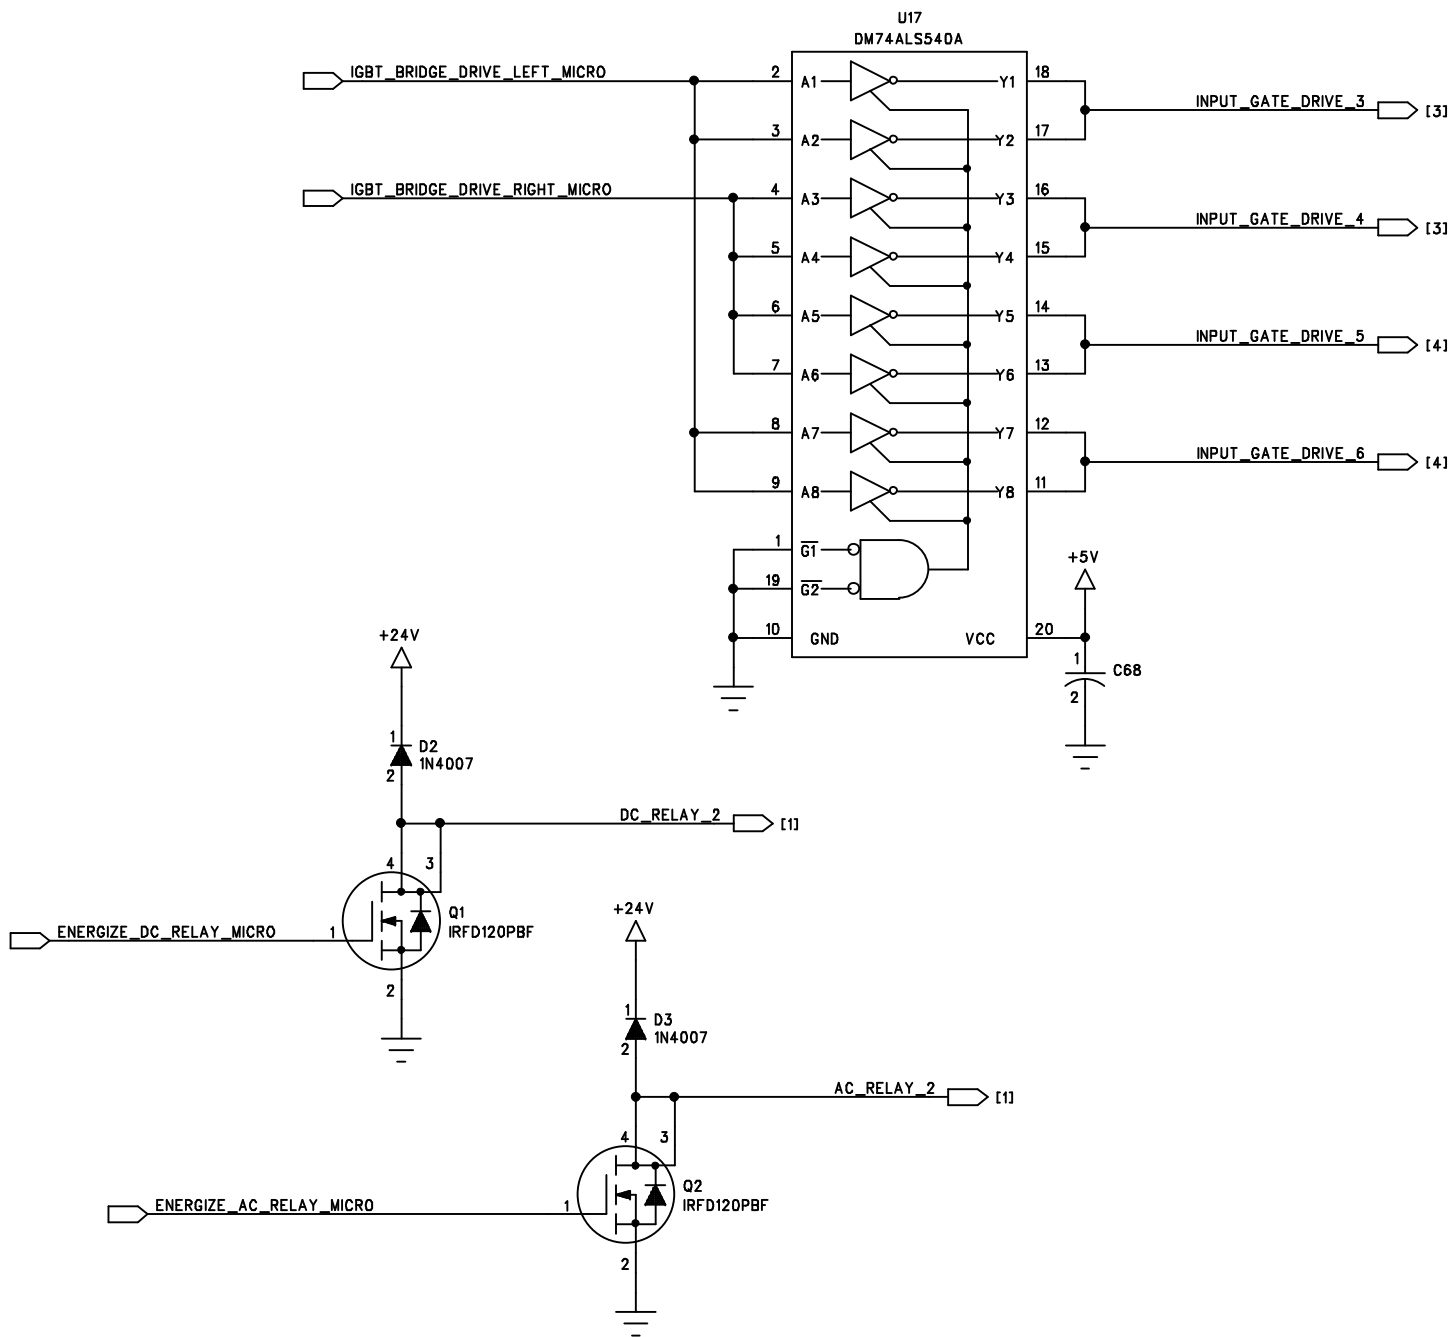 U17
DM74ALS540A
IGBT_BRIDGE_DRIVE_LEFT_MICRO
2 A1 Y1 18
INPUT_GATE_DRIVE_3 [3]
3 A2 Y2 17
IGBT_BRIDGE_DRIVE_RIGHT_MICRO
4 A3 Y3 16
INPUT_GATE_DRIVE_4 [3]
5 A4 Y4 15
6 A5 Y5 14
INPUT_GATE_DRIVE_5 [4]
7 A6 Y6 13
8 A7 Y7 12
INPUT_GATE_DRIVE_6 [4]
9 A8 Y8 11
1 G1
+5V
19 G2
10 GND VCC 20
1
C68
2
+24V
1
D2
1N4007
2
DC_RELAY_2 [1]
4 3
Q1
IRFD120PBF
ENERGIZE_DC_RELAY_MICRO 1
2
+24V
1
D3
1N4007
2
AC_RELAY_2 [1]
4 3
Q2
IRFD120PBF
ENERGIZE_AC_RELAY_MICRO 1
2